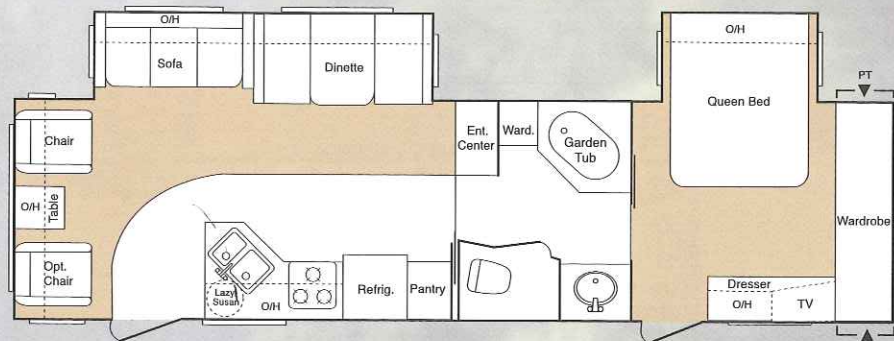 O/H
Sofa
Dinette
O/H
Queen Bed
PT
Chair
O/H
Table
Opt.
Chair
Ent.
Center
Ward.
Garden
Tub
Wardrobe
Lazy
Susan
O/H
Refrig.
Pantry
Dresser
O/H
TV